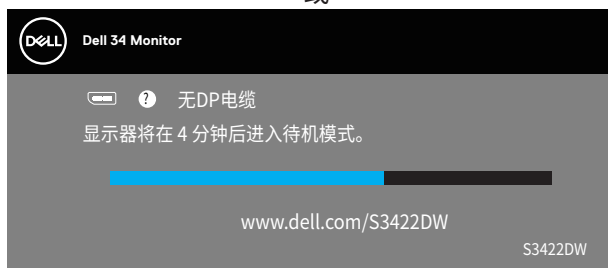 DELL
Dell 34 Monitor
? 无DP电缆
显示器将在 4 分钟后进入待机模式。
www.dell.com/S3422DW
S3422DW